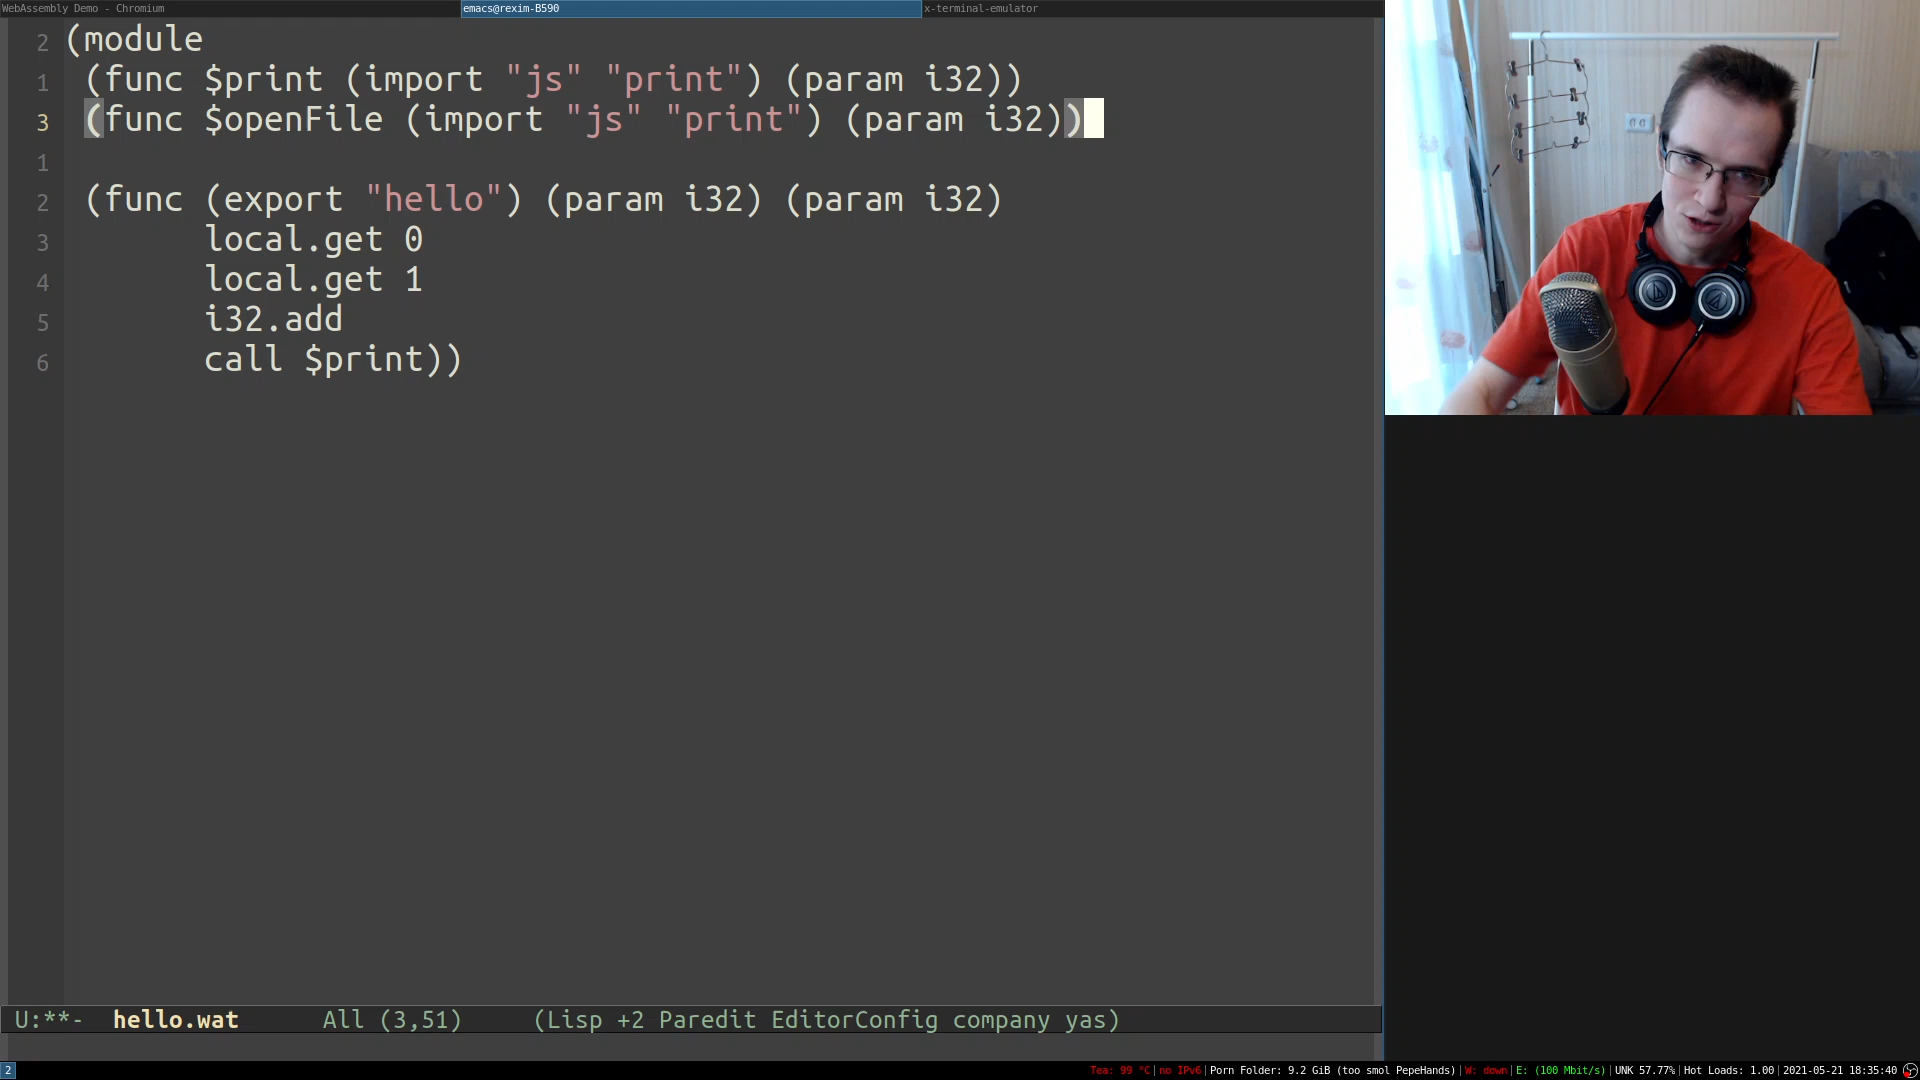 WebAssembly Demo - Chromium
emacs@rexim-B590
x-terminal-emulator
2 (module
1 (func $print (import "js" "print") (param i32))
3 (func $openFile (import "js" "print") (param i32))
1
2 (func (export "hello") (param i32) (param i32)
3 local.get 0
4 local.get 1
5 i32.add
6 call $print))
U:**- hello.wat All (3,51) (Lisp +2 Paredit EditorConfig company yas)
2
Tea: 99 °C|no IPv6|Porn Folder: 9.2 GiB (too smol PepeHands)|W: down|E: (100 Mbit/s)|UNK 57.77%|Hot Loads: 1.00|2021-05-21 18:35:40